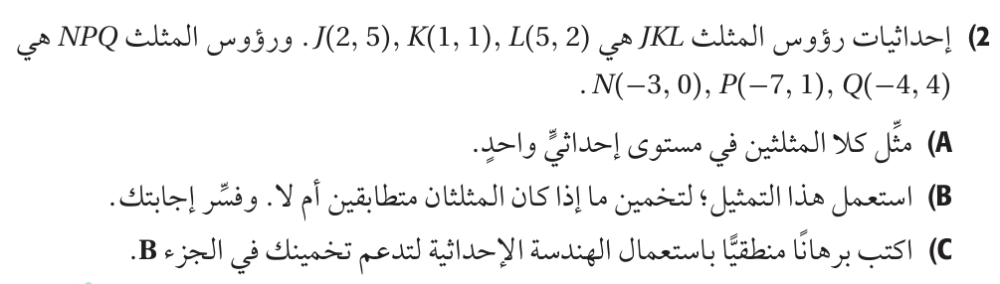 (2 إحداثيات رؤوس المثلث JKL هي J(2, 5), K(1, 1), L(5, 2) . ورؤوس المثلث NPQ هي
N(−3, 0), P(−7, 1), Q(−4, 4) .
(A مثِّل كلا المثلثين في مستوى إحداثيٍّ واحدٍ.
(B استعمل هذا التمثيل؛ لتخمين ما إذا كان المثلثان متطابقين أم لا. وفسِّر إجابتك.
(C اكتب برهانًا منطقيًّا باستعمال الهندسة الإحداثية لتدعم تخمينك في الجزء B.